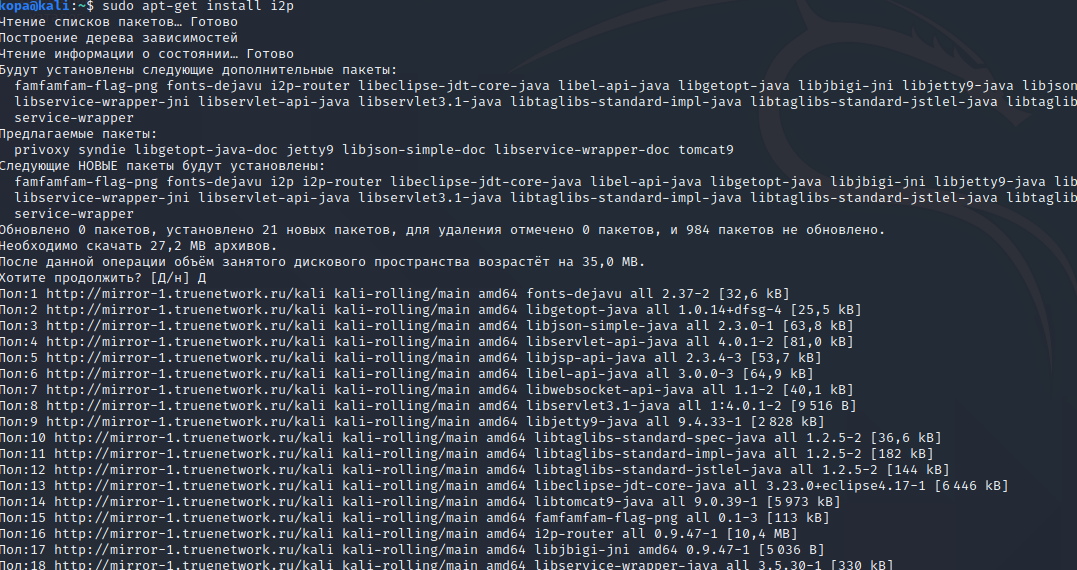 kopa@kali:~$ sudo apt-get install i2p
Чтение списков пакетов… Готово
Построение дерева зависимостей
Чтение информации о состоянии… Готово
Будут установлены следующие дополнительные пакеты:
famfamfam-flag-png fonts-dejavu i2p-router libeclipse-jdt-core-java libel-api-java libgetopt-java libjbigi-jni libjetty9-java libjson
libservice-wrapper-jni libservlet-api-java libservlet3.1-java libtaglibs-standard-impl-java libtaglibs-standard-jstlel-java libtaglib
service-wrapper
Предлагаемые пакеты:
privoxy syndie libgetopt-java-doc jetty9 libjson-simple-doc libservice-wrapper-doc tomcat9
Следующие НОВЫЕ пакеты будут установлены:
famfamfam-flag-png fonts-dejavu i2p i2p-router libeclipse-jdt-core-java libel-api-java libgetopt-java libjbigi-jni libjetty9-java lib
libservice-wrapper-jni libservlet-api-java libservlet3.1-java libtaglibs-standard-impl-java libtaglibs-standard-jstlel-java libtaglib
service-wrapper
Обновлено 0 пакетов, установлено 21 новых пакетов, для удаления отмечено 0 пакетов, и 984 пакетов не обновлено.
Необходимо скачать 27,2 MB архивов.
После данной операции объём занятого дискового пространства возрастёт на 35,0 MB.
Хотите продолжить? [Д/н] Д
Пол:1 http://mirror-1.truenetwork.ru/kali kali-rolling/main amd64 fonts-dejavu all 2.37-2 [32,6 kB]
Пол:2 http://mirror-1.truenetwork.ru/kali kali-rolling/main amd64 libgetopt-java all 1.0.14+dfsg-4 [25,5 kB]
Пол:3 http://mirror-1.truenetwork.ru/kali kali-rolling/main amd64 libjson-simple-java all 2.3.0-1 [63,8 kB]
Пол:4 http://mirror-1.truenetwork.ru/kali kali-rolling/main amd64 libservlet-api-java all 4.0.1-2 [81,0 kB]
Пол:5 http://mirror-1.truenetwork.ru/kali kali-rolling/main amd64 libjsp-api-java all 2.3.4-3 [53,7 kB]
Пол:6 http://mirror-1.truenetwork.ru/kali kali-rolling/main amd64 libel-api-java all 3.0.0-3 [64,9 kB]
Пол:7 http://mirror-1.truenetwork.ru/kali kali-rolling/main amd64 libwebsocket-api-java all 1.1-2 [40,1 kB]
Пол:8 http://mirror-1.truenetwork.ru/kali kali-rolling/main amd64 libservlet3.1-java all 1:4.0.1-2 [9 516 B]
Пол:9 http://mirror-1.truenetwork.ru/kali kali-rolling/main amd64 libjetty9-java all 9.4.33-1 [2 828 kB]
Пол:10 http://mirror-1.truenetwork.ru/kali kali-rolling/main amd64 libtaglibs-standard-spec-java all 1.2.5-2 [36,6 kB]
Пол:11 http://mirror-1.truenetwork.ru/kali kali-rolling/main amd64 libtaglibs-standard-impl-java all 1.2.5-2 [182 kB]
Пол:12 http://mirror-1.truenetwork.ru/kali kali-rolling/main amd64 libtaglibs-standard-jstlel-java all 1.2.5-2 [144 kB]
Пол:13 http://mirror-1.truenetwork.ru/kali kali-rolling/main amd64 libeclipse-jdt-core-java all 3.23.0+eclipse4.17-1 [6 446 kB]
Пол:14 http://mirror-1.truenetwork.ru/kali kali-rolling/main amd64 libtomcat9-java all 9.0.39-1 [5 973 kB]
Пол:15 http://mirror-1.truenetwork.ru/kali kali-rolling/main amd64 famfamfam-flag-png all 0.1-3 [113 kB]
Пол:16 http://mirror-1.truenetwork.ru/kali kali-rolling/main amd64 i2p-router all 0.9.47-1 [10,4 MB]
Пол:17 http://mirror-1.truenetwork.ru/kali kali-rolling/main amd64 libjbigi-jni amd64 0.9.47-1 [5 036 B]
Пол:18 http://mirror-1.truenetwork.ru/kali kali-rolling/main amd64 libservice-wrapper-java all 3.5.30-1 [330 kB]